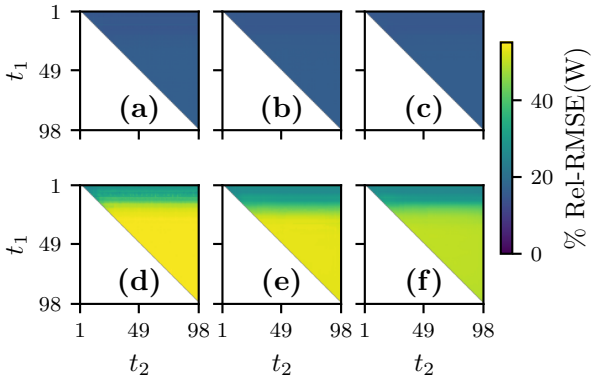 1
49
98
t1
(a)
(b)
(c)
40
20
0
% Rel-RMSE(W)
1
49
98
t1
(d)
(e)
(f)
1 49 98 1 49 98 1 49 98
t2 t2 t2